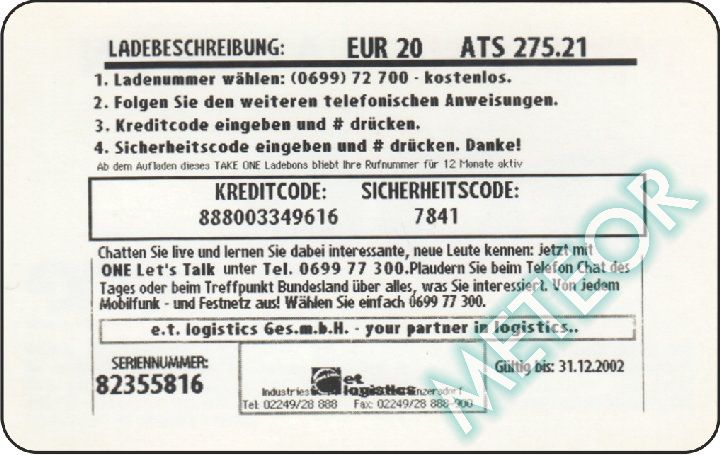 LADEBESCHREIBUNG: EUR 20 ATS 275.21
1. Ladenummer wählen: (0699) 72 700 - kostenlos.
2. Folgen Sie den weiteren telefonischen Anweisungen.
3. Kreditcode eingeben und # drücken.
4. Sicherheitscode eingeben und # drücken. Danke!
Ab dem Aufladen dieses TAKE ONE Ladebons bliebt Ihre Rufnummer für 12 Monate aktiv
KREDITCODE: SICHERHEITSCODE:
888003349616 7841
Chatten Sie live und lernen Sie dabei interessante, neue Leute kennen: jetzt mit
ONE Let's Talk unter Tel. 0699 77 300.Plaudern Sie beim Telefon Chat des
Tages oder beim Treffpunkt Bundesland über alles, was Sie interessiert. Von jedem
Mobilfunk - und Festnetz aus! Wählen Sie einfach 0699 77 300.
e.t. logistics Ges.m.b.H. - your partner in logistics..
SERIENNUMMER:
82355816
et
logistics
Tel: 02249/28 888 Fax: 02249/28 888-900
Gültig bis: 31.12.2002
METEOR